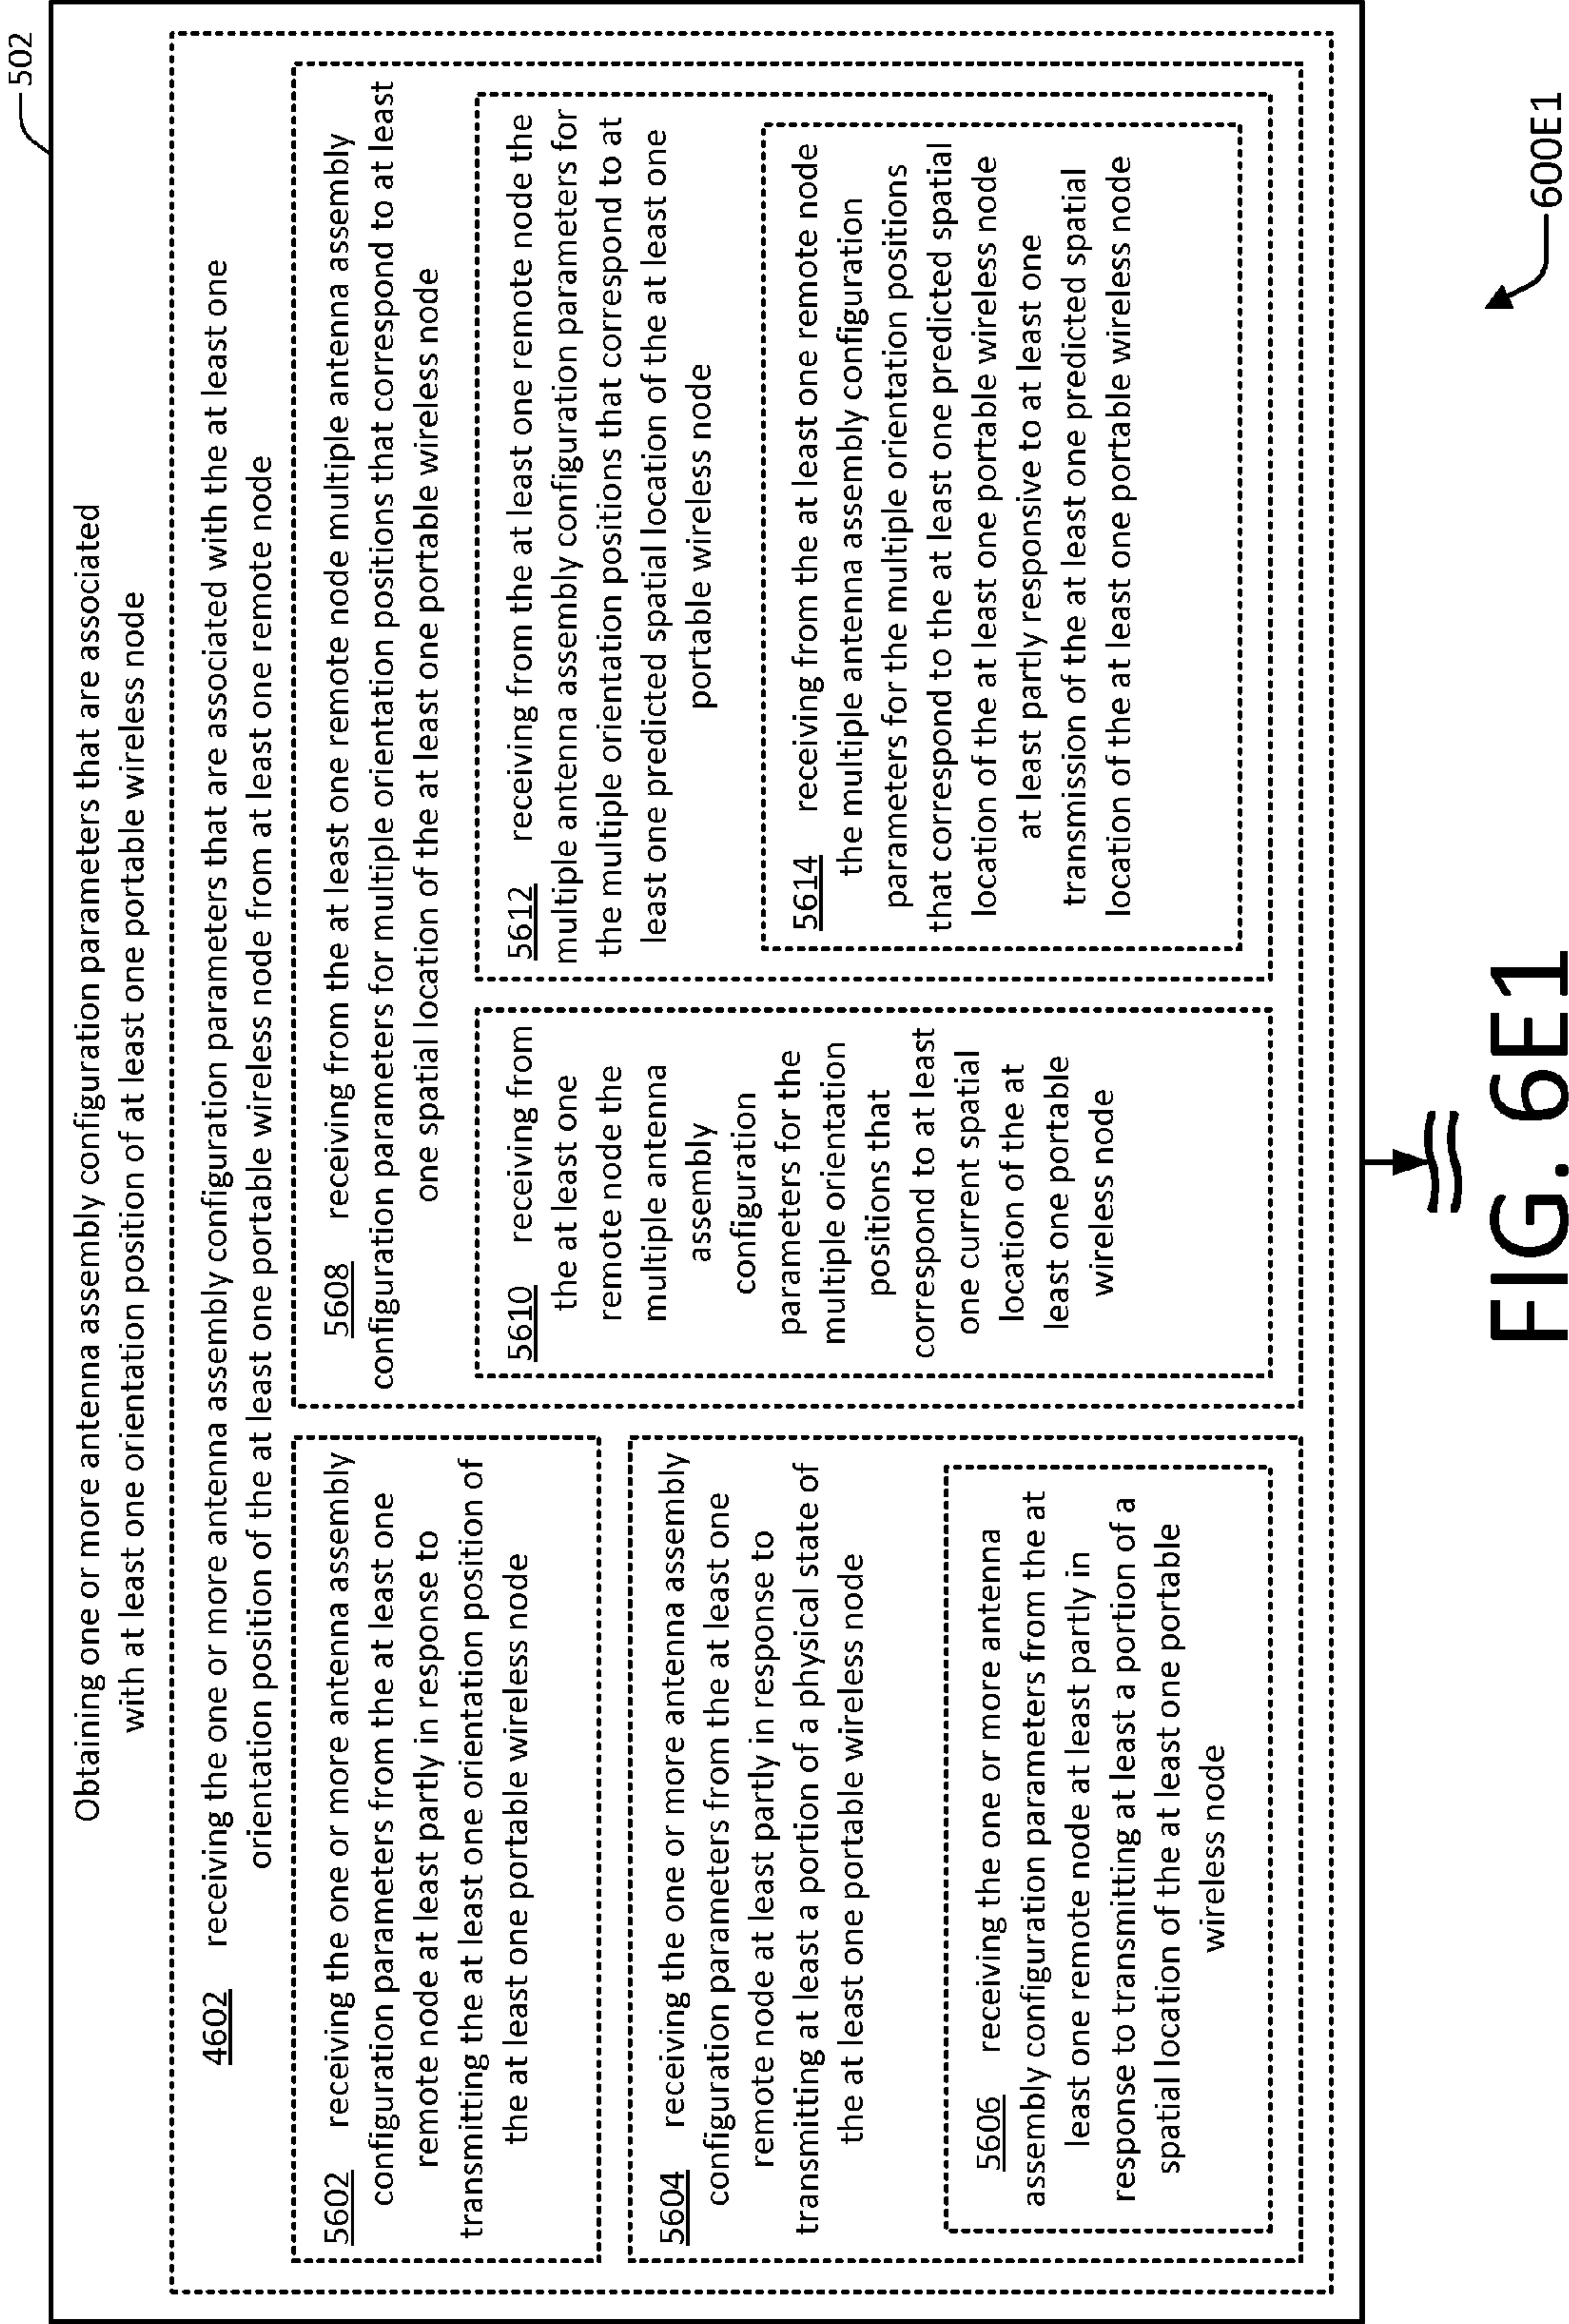 502
Obtaining one or more antenna assembly configuration parameters that are associated
with at least one orientation position of at least one portable wireless node
4602 receiving the one or more antenna assembly configuration parameters that are associated with the at least one
orientation position of the at least one portable wireless node from at least one remote node
5602 receiving the one or more antenna assembly
configuration parameters from the at least one
remote node at least partly in response to
transmitting the at least one orientation position of
the at least one portable wireless node
5604 receiving the one or more antenna assembly
configuration parameters from the at least one
remote node at least partly in response to
transmitting at least a portion of a physical state of
the at least one portable wireless node
5606 receiving the one or more antenna
assembly configuration parameters from the at
least one remote node at least partly in
response to transmitting at least a portion of a
spatial location of the at least one portable
wireless node
5608 receiving from the at least one remote node multiple antenna assembly
configuration parameters for multiple orientation positions that correspond to at least
one spatial location of the at least one portable wireless node
5610 receiving from
the at least one
remote node the
multiple antenna
assembly
configuration
parameters for the
multiple orientation
positions that
correspond to at least
one current spatial
location of the at
least one portable
wireless node
5612 receiving from the at least one remote node the
multiple antenna assembly configuration parameters for
the multiple orientation positions that correspond to at
least one predicted spatial location of the at least one
portable wireless node
5614 receiving from the at least one remote node
the multiple antenna assembly configuration
parameters for the multiple orientation positions
that correspond to the at least one predicted spatial
location of the at least one portable wireless node
at least partly responsive to at least one
transmission of the at least one predicted spatial
location of the at least one portable wireless node
600E1
FIG. 6E1